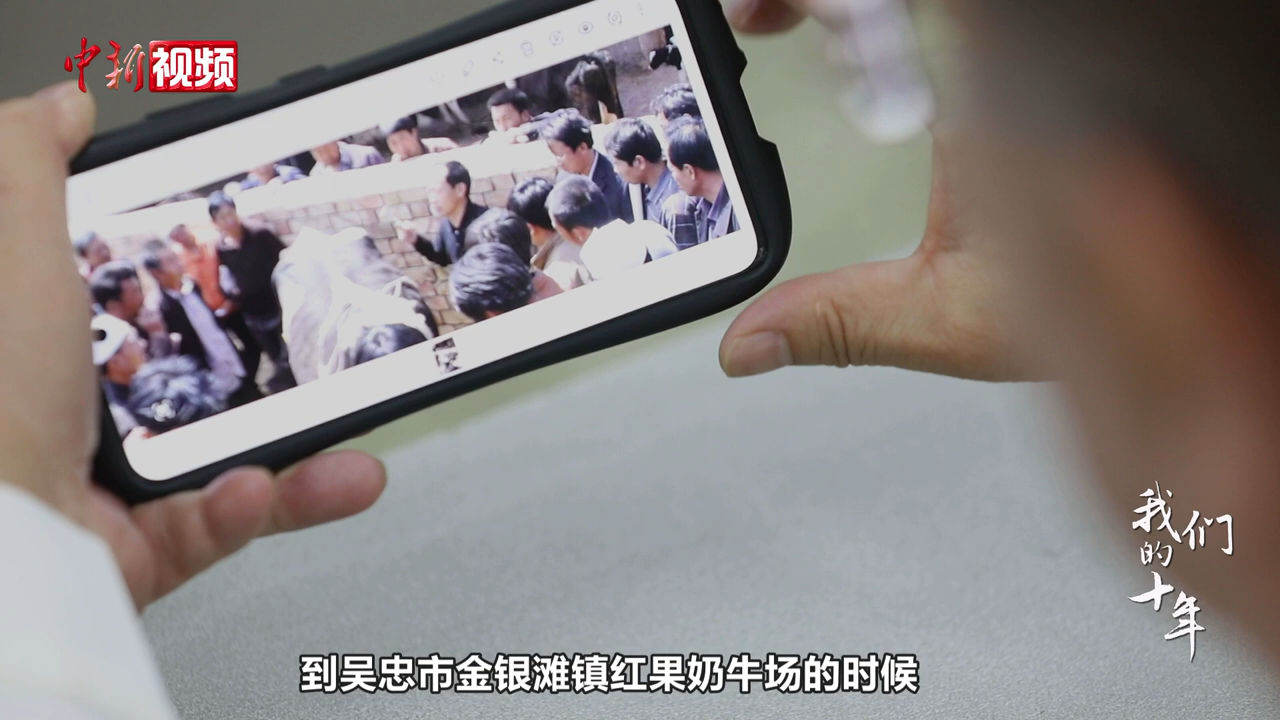 中新视频
我们
的
十年
到吴忠市金银滩镇红果奶牛场的时候